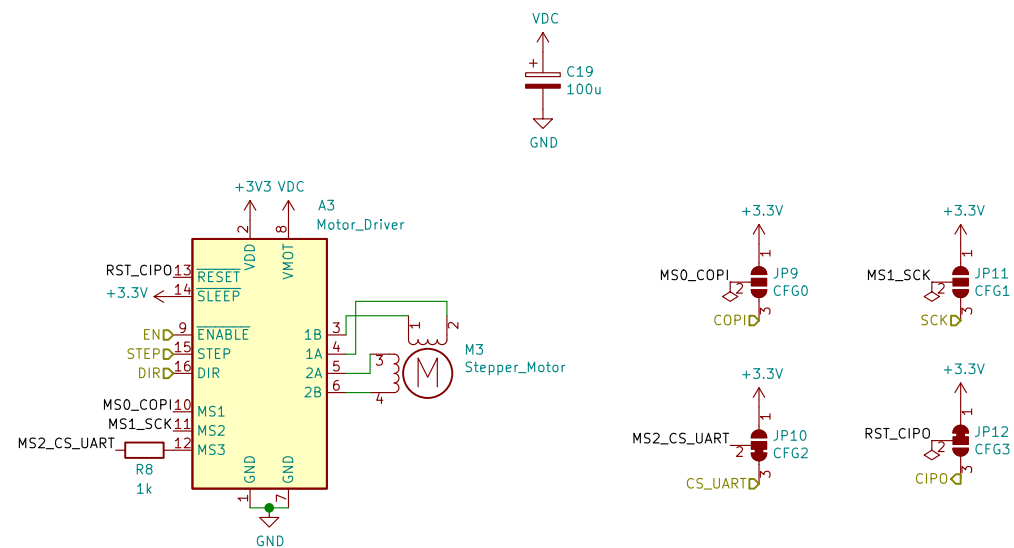 VDC
+
C19
100u
GND
+3V3 VDC
A3
Motor_Driver
2 8
VDD VMOT
RST_CIPO 13 RESET
+3.3V 14 SLEEP
EN 9 ENABLE
STEP 15 STEP
DIR 16 DIR
MS0_COPI 10 MS1
MS1_SCK 11 MS2
MS2_CS_UART 12 MS3
R8
1k
1B 3
1A 4
2A 5
2B 6
1 2
3
4
M
M3
Stepper_Motor
GND GND
1 7
GND
+3.3V
1
MS0_COPI
2
JP9
CFG0
3
COPI
+3.3V
1
MS1_SCK
2
JP11
CFG1
3
SCK
+3.3V
1
MS2_CS_UART
2
JP10
CFG2
3
CS_UART
+3.3V
1
RST_CIPO
2
JP12
CFG3
3
CIPO